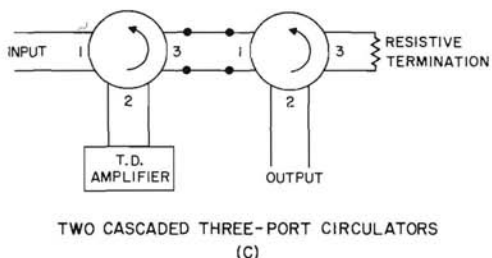 INPUT 1 3 1 3 RESISTIVE
TERMINATION
2 2
T.D.
AMPLIFIER
OUTPUT
TWO CASCADED THREE-PORT CIRCULATORS
(C)